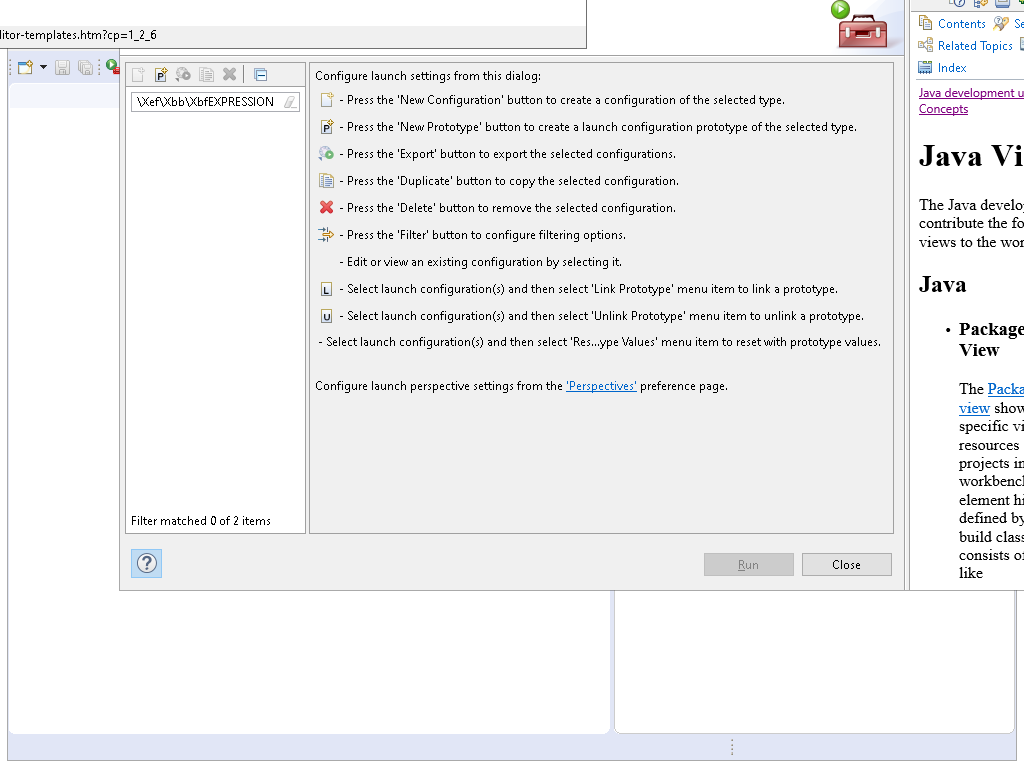 litor-templates.htm?cp=1_2_6
\Xef\Xbb\XbfEXPRESSION
Filter matched 0 of 2 items
Configure launch settings from this dialog:
- Press the 'New Configuration' button to create a configuration of the selected type.
- Press the 'New Prototype' button to create a launch configuration prototype of the selected type.
- Press the 'Export' button to export the selected configurations.
- Press the 'Duplicate' button to copy the selected configuration.
- Press the 'Delete' button to remove the selected configuration.
- Press the 'Filter' button to configure filtering options.
- Edit or view an existing configuration by selecting it.
- Select launch configuration(s) and then select 'Link Prototype' menu item to link a prototype.
- Select launch configuration(s) and then select 'Unlink Prototype' menu item to unlink a prototype.
- Select launch configuration(s) and then select 'Res...ype Values' menu item to reset with prototype values.
Configure launch perspective settings from the 'Perspectives' preference page.
Run
Close
Contents
Se
Related Topics
Index
Java development u
Concepts
Java Vi
The Java develo
contribute the fo
views to the wor
Java
• Package
View
The Packa
view show
specific vi
resources
projects in
workbencl
element hi
defined by
build class
consists of
like